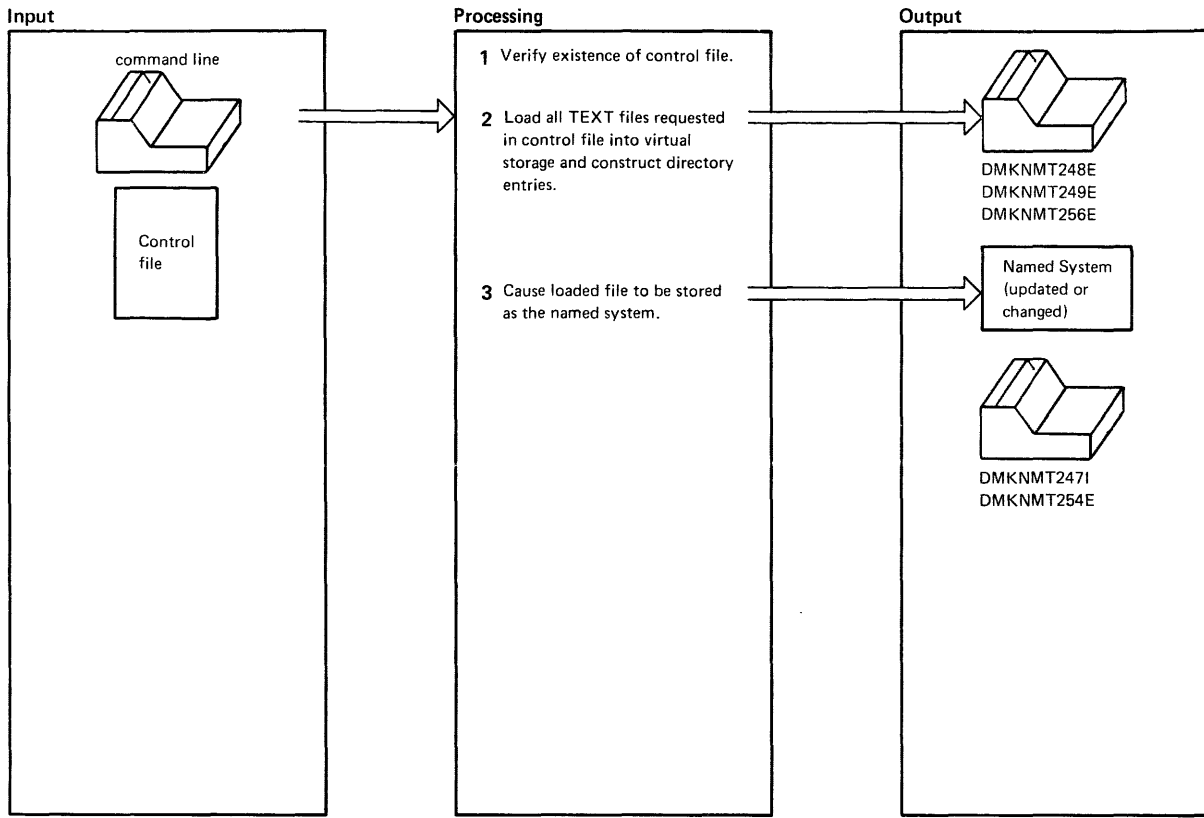 Input
command line
Control
file
Processing
1 Verify existence of control file.
2 Load all TEXT files requested
in control file into virtual
storage and construct directory
entries.
3 Cause loaded file to be stored
as the named system.
Output
DMKNMT248E
DMKNMT249E
DMKNMT256E
Named System
(updated or
changed)
DMKNMT247I
DMKNMT254E